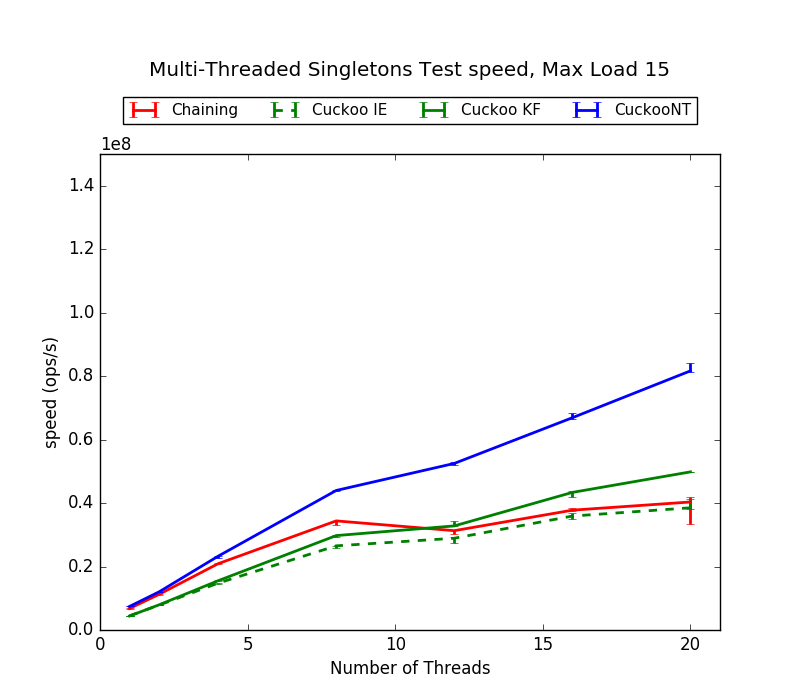 Multi-Threaded Singletons Test speed, Max Load 15
Chaining Cuckoo IE Cuckoo KF CuckooNT
1e8
1.4
1.2
1.0
0.8
0.6
0.4
0.2
0.0
speed (ops/s)
0 5 10 15 20
Number of Threads